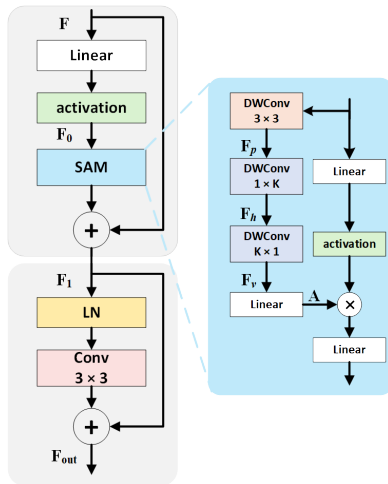 F
Linear
activation
F0
SAM
+
F1
LN
Conv
3 × 3
+
Fout
DWConv
3 × 3
Fp
DWConv
1 × K
Fh
DWConv
K × 1
Fv
Linear
A
Linear
activation
×
Linear